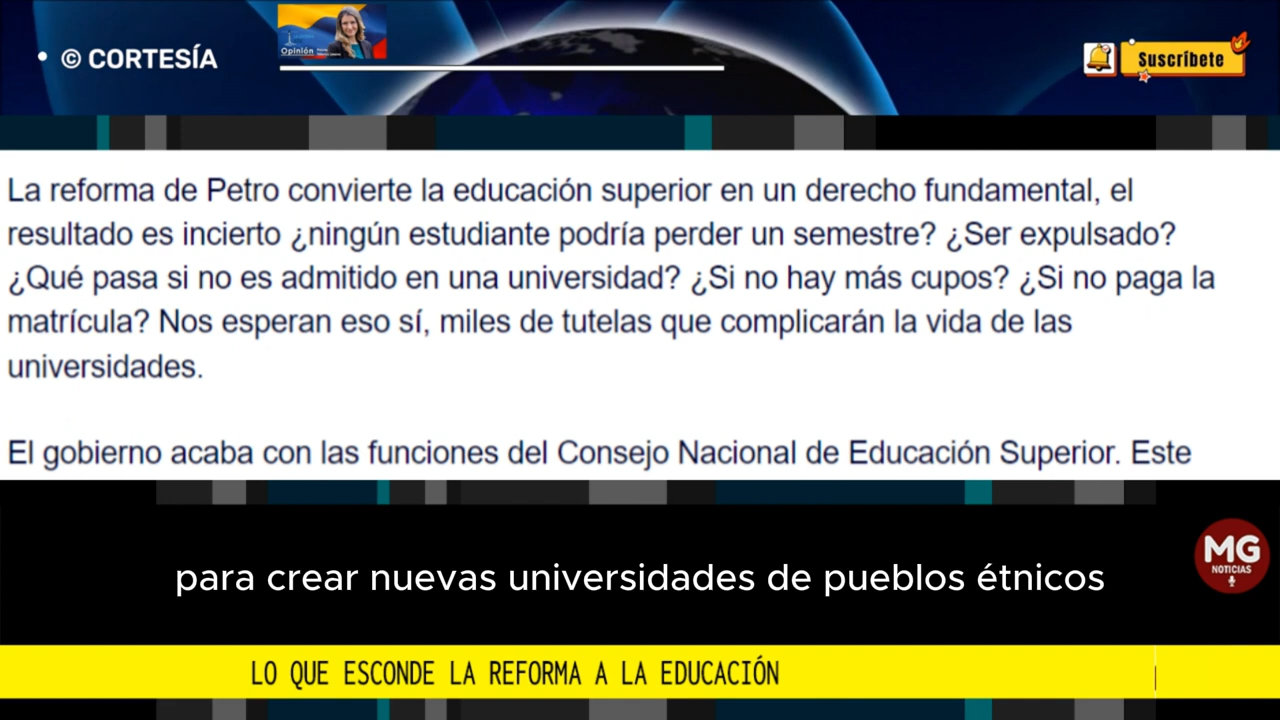 © CORTESÍA
Opinión
Suscríbete
La reforma de Petro convierte la educación superior en un derecho fundamental, el
resultado es incierto ¿ningún estudiante podría perder un semestre? ¿Ser expulsado?
¿Qué pasa si no es admitido en una universidad? ¿Si no hay más cupos? ¿Si no paga la
matrícula? Nos esperan eso sí, miles de tutelas que complicarán la vida de las
universidades.
El gobierno acaba con las funciones del Consejo Nacional de Educación Superior. Este
para crear nuevas universidades de pueblos étnicos
MG
NOTICIAS
LO QUE ESCONDE LA REFORMA A LA EDUCACIÓN